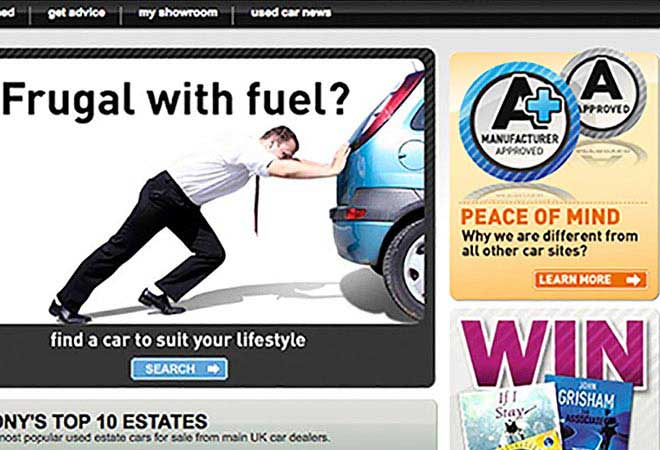 get advice
my showroom
used car news
Frugal with fuel?
find a car to suit your lifestyle
SEARCH
A+
MANUFACTURER
APPROVED
A
APPROVED
PEACE OF MIND
Why we are different from
all other car sites?
LEARN MORE
WIN
If I
Stay
JOHN
GRISHAM
THE
ASSOCIATE
TOP 10 ESTATES
most popular used estate cars for sale from main UK car dealers.